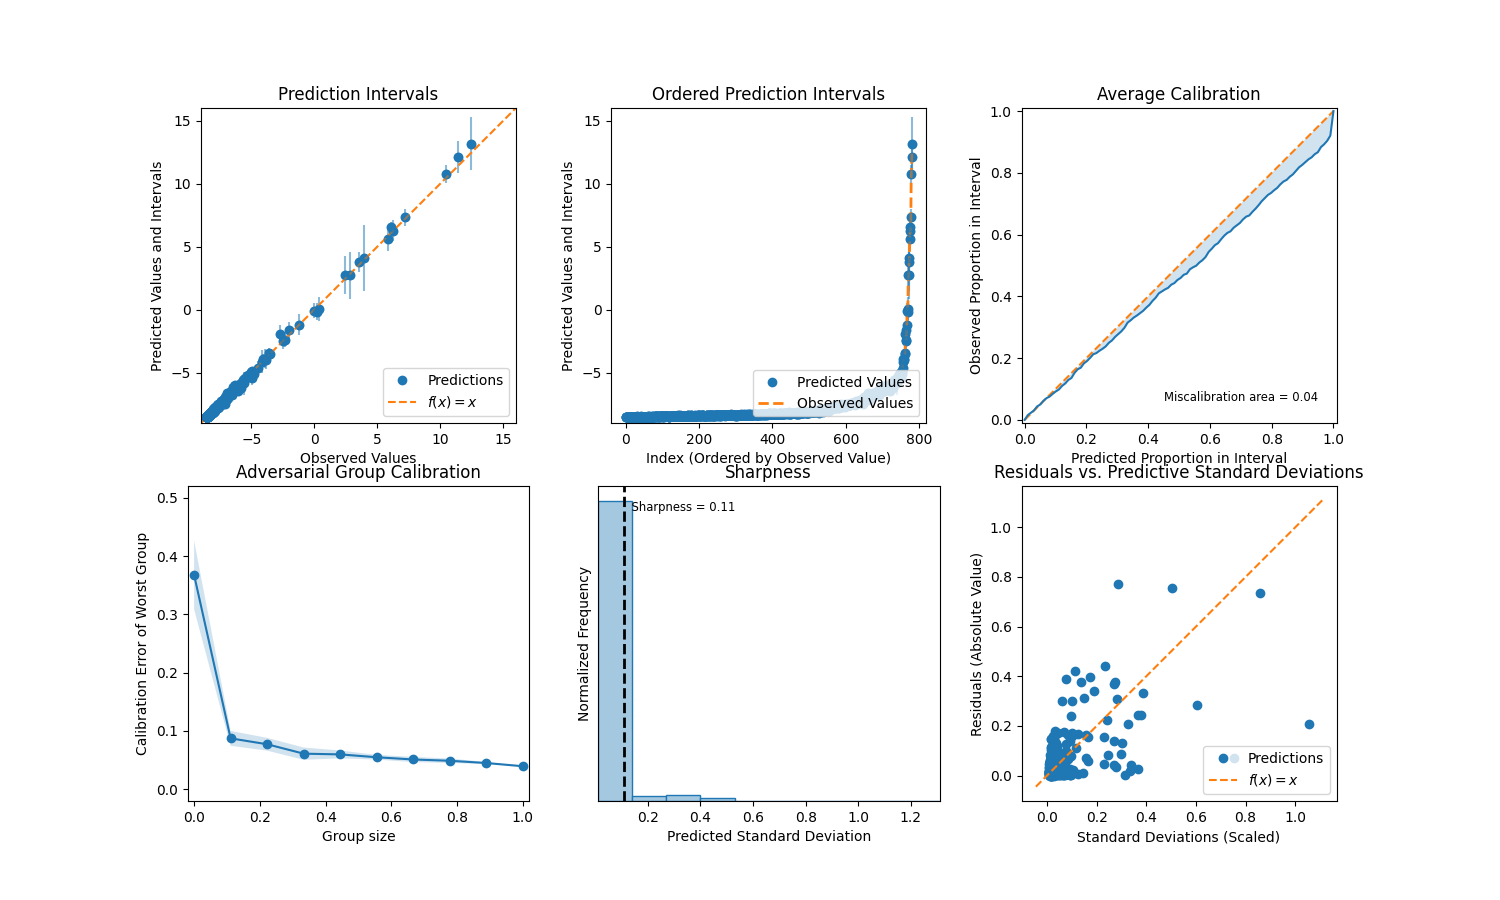 Prediction Intervals
Predicted Values and Intervals
15
10
5
0
−5
−5
0
5
10
15
Observed Values
Predictions
f(x) = x
Ordered Prediction Intervals
Predicted Values and Intervals
15
10
5
0
−5
0
200
400
600
800
Index (Ordered by Observed Value)
Predicted Values
Observed Values
Average Calibration
Observed Proportion in Interval
1.0
0.8
0.6
0.4
0.2
0.0
0.0
0.2
0.4
0.6
0.8
1.0
Predicted Proportion in Interval
Miscalibration area = 0.04
Adversarial Group Calibration
Calibration Error of Worst Group
0.5
0.4
0.3
0.2
0.1
0.0
0.0
0.2
0.4
0.6
0.8
1.0
Group size
Sharpness
Normalized Frequency
Sharpness = 0.11
0.2
0.4
0.6
0.8
1.0
1.2
Predicted Standard Deviation
Residuals vs. Predictive Standard Deviations
Residuals (Absolute Value)
1.0
0.8
0.6
0.4
0.2
0.0
0.0
0.2
0.4
0.6
0.8
1.0
Standard Deviations (Scaled)
Predictions
f(x) = x